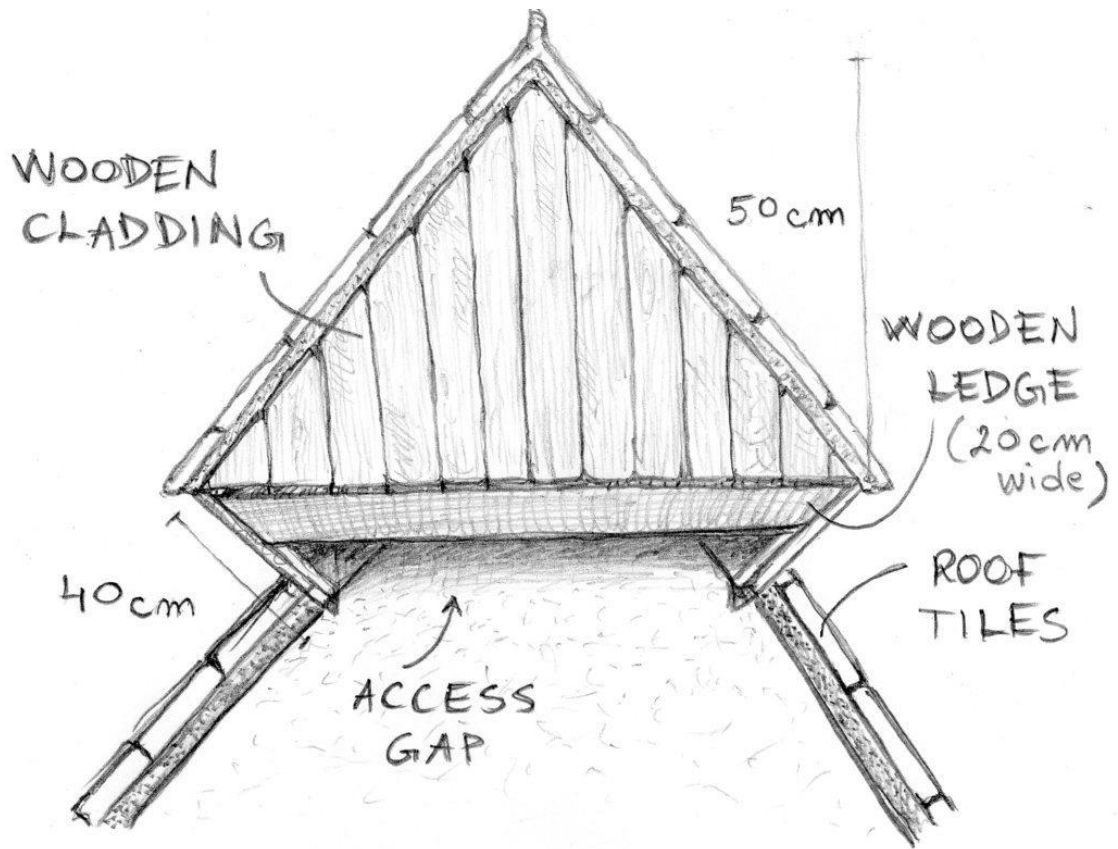 WOODEN
CLADDING
50cm
WOODEN
LEDGE
(20cm
wide)
40cm
ROOF
TILES
ACCESS
GAP